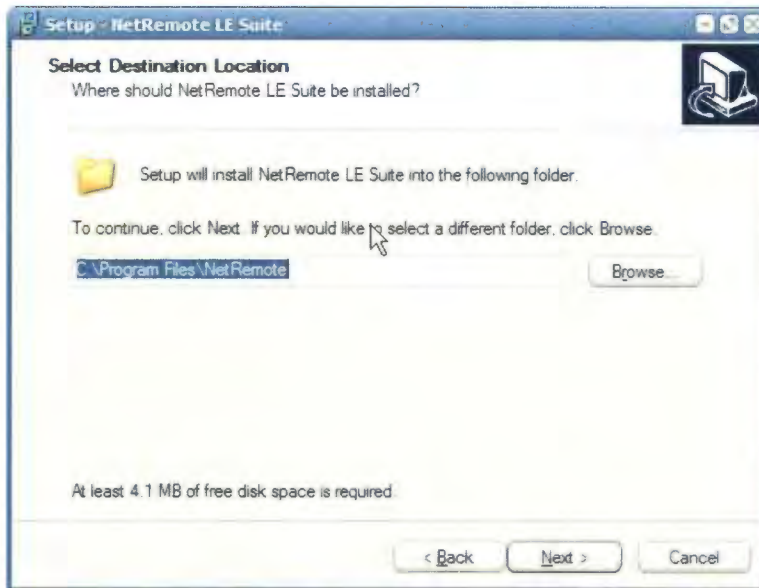 Setup - NetRemote LE Suite
Select Destination Location
Where should NetRemote LE Suite be installed?
Setup will install NetRemote LE Suite into the following folder.
To continue, click Next. If you would like to select a different folder, click Browse.
C:\Program Files\NetRemote
Browse...
At least 4.1 MB of free disk space is required.
< Back
Next >
Cancel